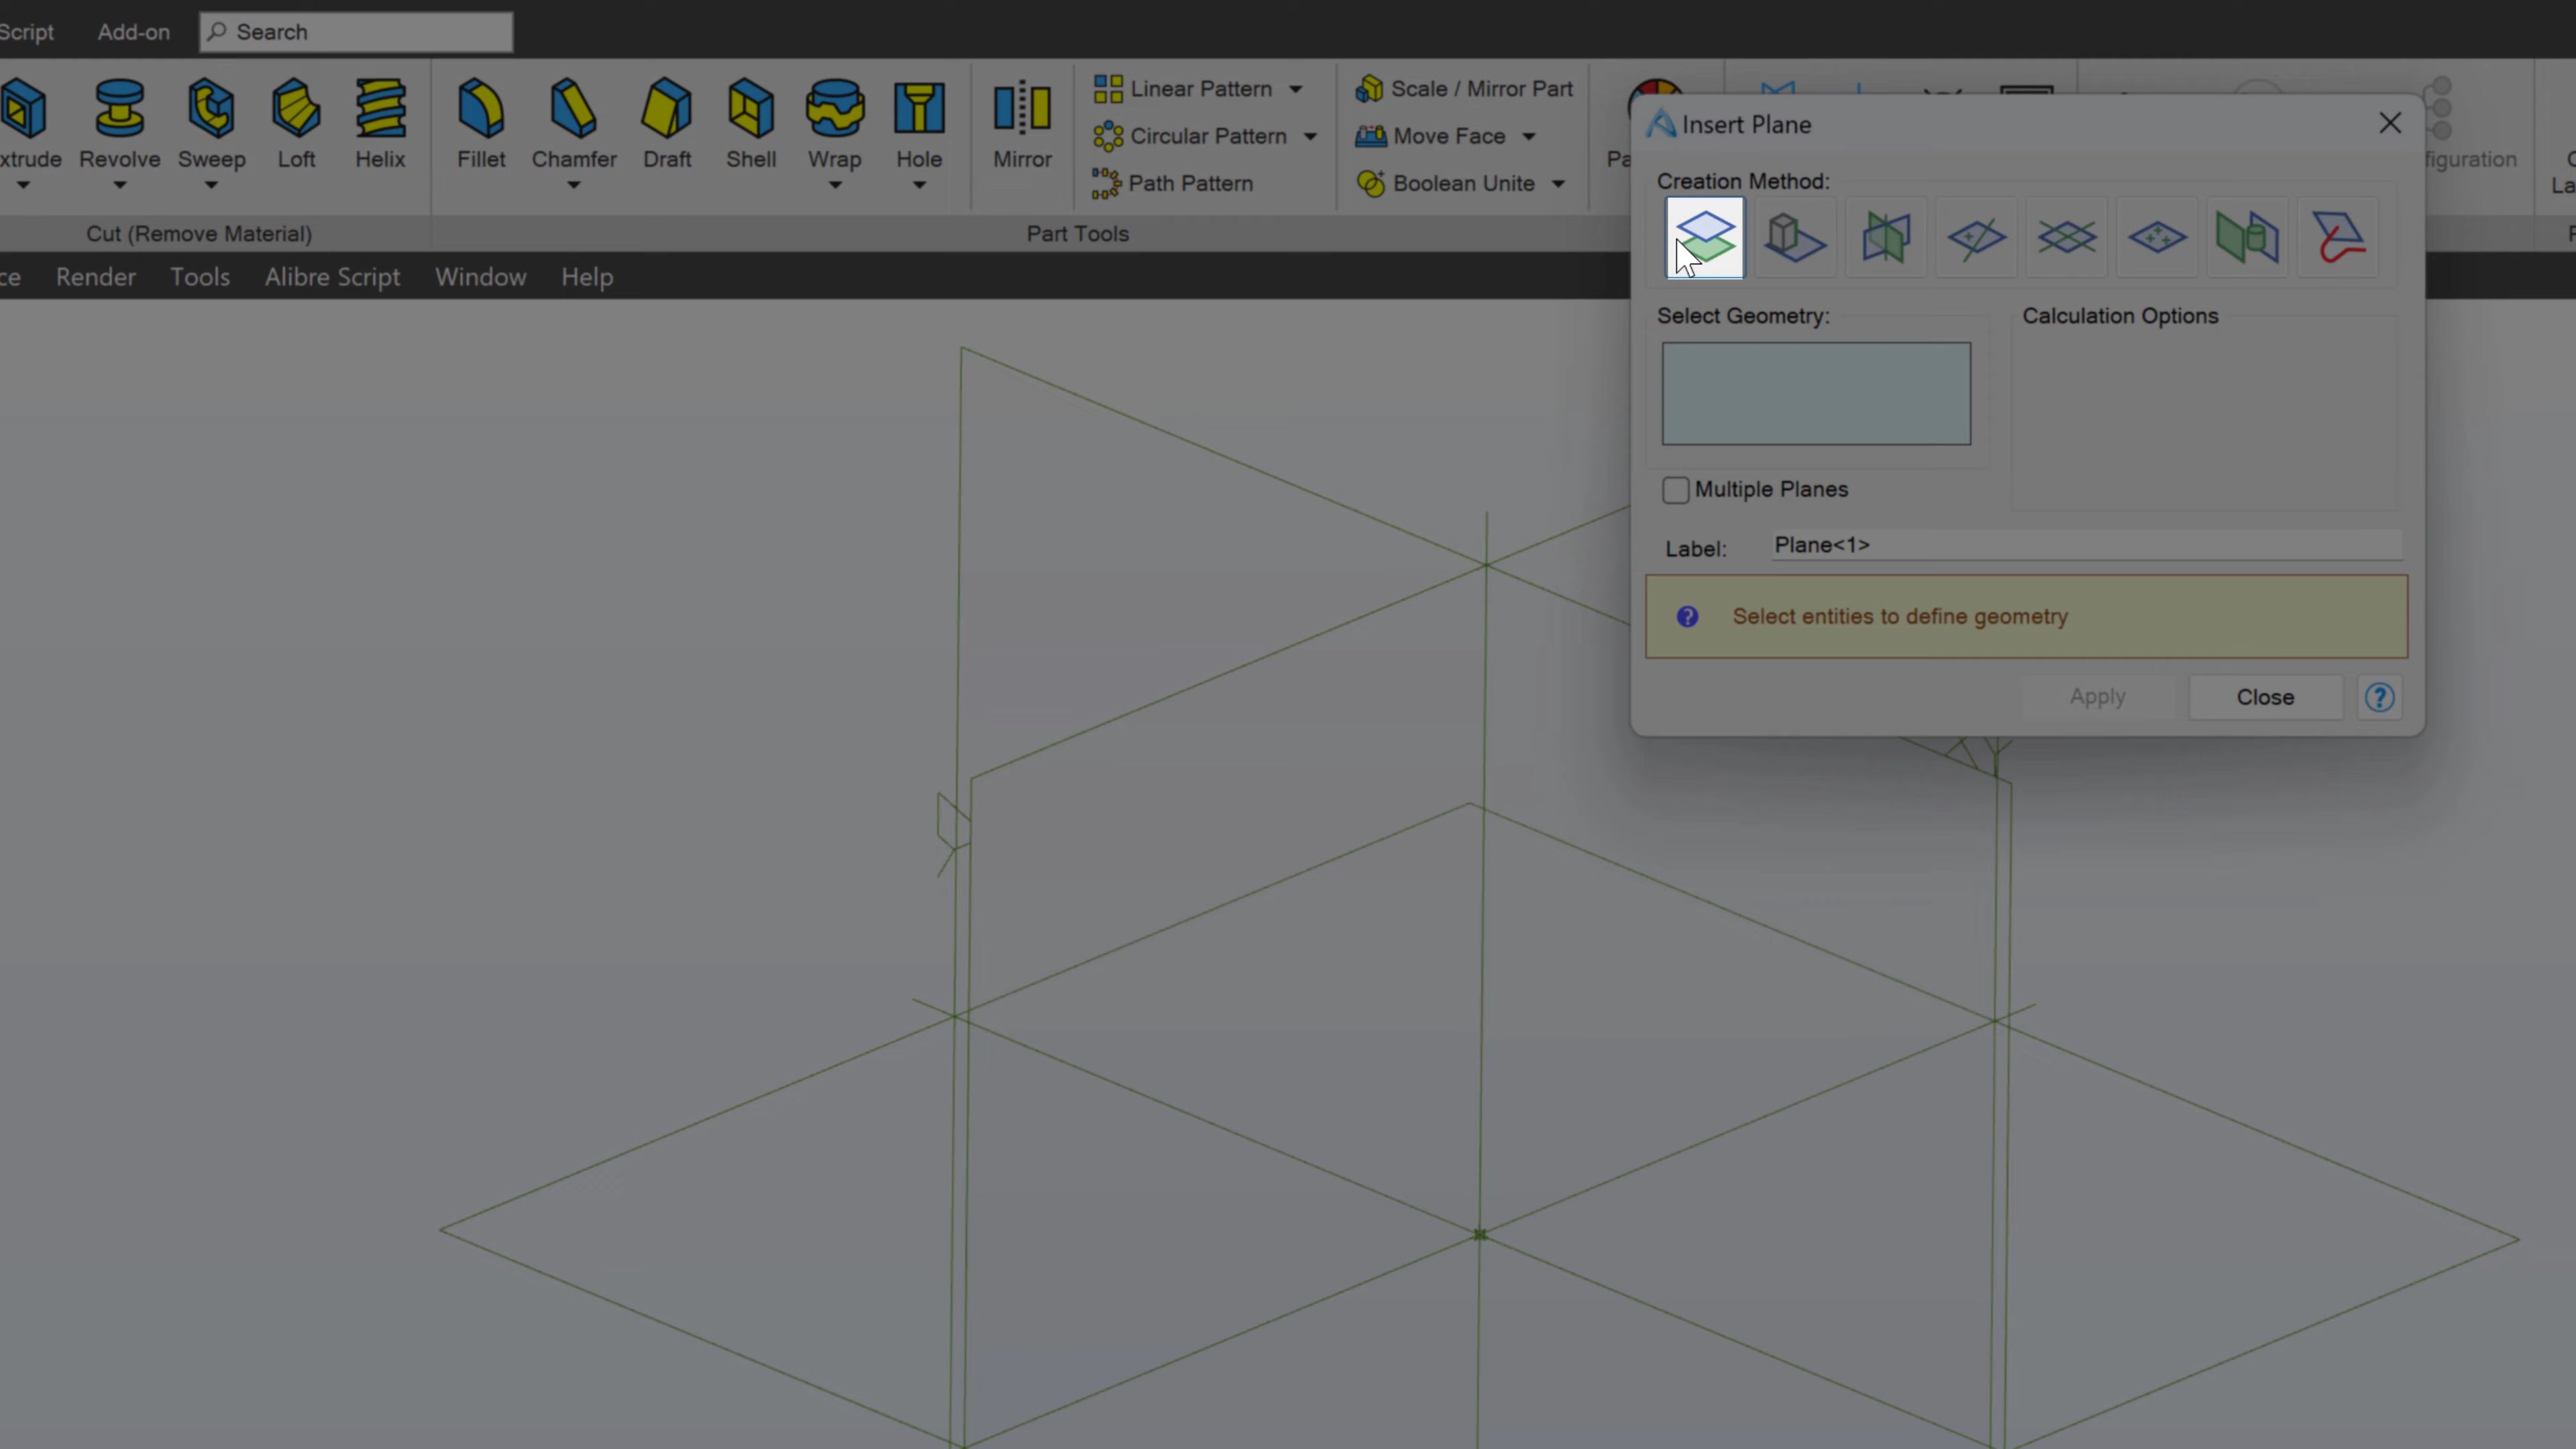 Script Add-on Search
xtrude Revolve Sweep Loft Helix Fillet Chamfer Draft Shell Wrap Hole Mirror
Linear Pattern
Circular Pattern
Path Pattern
Scale / Mirror Part
Move Face
Boolean Unite
Pa
figuration
La
Cut (Remove Material) Part Tools
ce Render Tools Alibre Script Window Help
Insert Plane
Creation Method:
Select Geometry: Calculation Options
Multiple Planes
Label: Plane<1>
? Select entities to define geometry
Apply Close ?